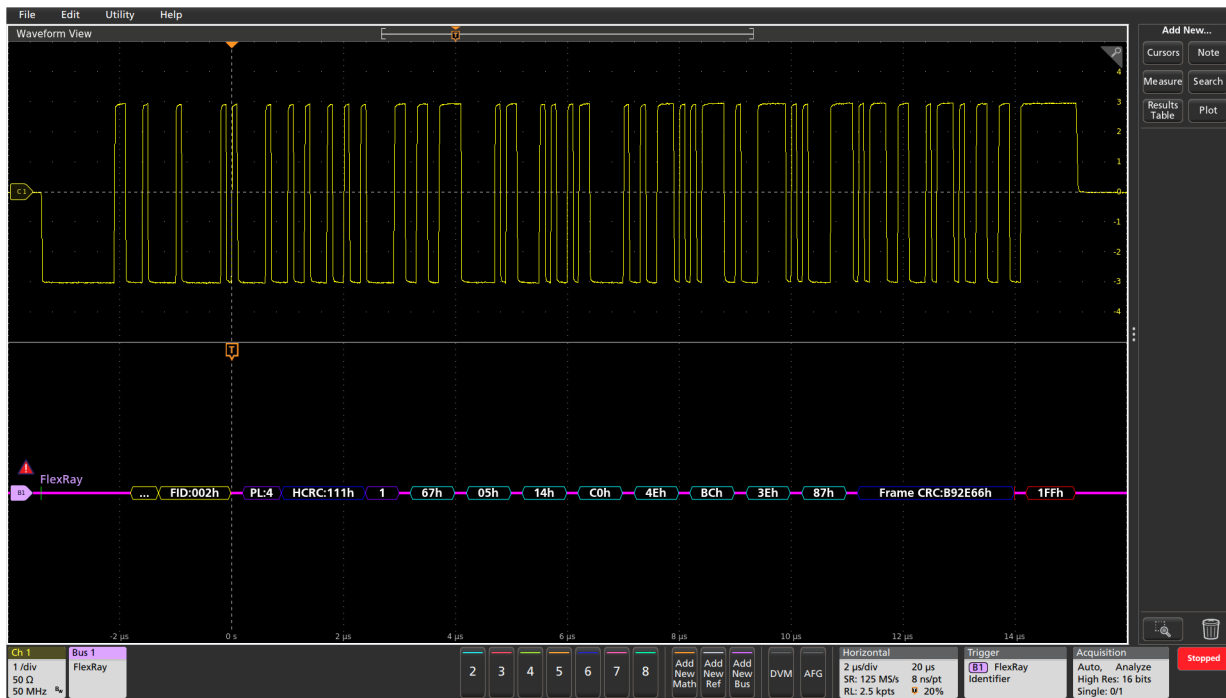 File Edit Utility Help
Waveform View
T
Add New...
Cursors Note
Measure Search
Results Table Plot
4
3
2
1
0
-1
-2
-3
-4
C1
T
FlexRay
B1
... FID:002h PL:4 HCRC:111h 1 67h 05h 14h C0h 4Eh BCh 3Eh 87h Frame CRC:B92E66h 1FFh
-2 µs 0 s 2 µs 4 µs 6 µs 8 µs 10 µs 12 µs 14 µs
Ch 1
1/div
50 Ω
50 MHz Bw
Bus 1
FlexRay
2 3 4 5 6 7 8
Add New Math
Add New Ref
Add New Bus
DVM AFG
Horizontal
2 µs/div 20 µs
SR: 125 MS/s 8 ns/pt
RL: 2.5 kpts 20%
Trigger
B1 FlexRay
Identifier
Acquisition
Auto, Analyze
High Res: 16 bits
Single: 0/1
Stopped